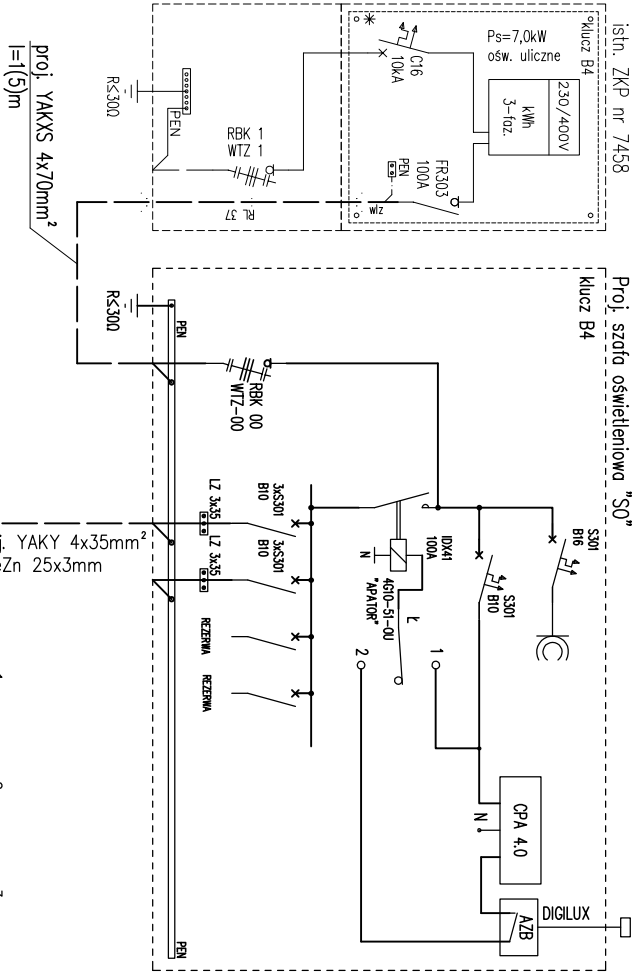 istn. ZKP nr 7458
klucz B4
Ps=7,0kW
ośw. uliczne
230/400V
kWh
3-faz.
C16
10kA
FR303
100A
PEN
wlz
RBK 1
WTZ 1
PEN
R≤30Ω
RL 37
proj. YAKXS 4x70mm²
l=1(5)m
Proj. szafa oświetleniowa "SO"
klucz B4
S301
B16
S301
B10
IDX41
100A
N
4G10-51-OU
"APATOR"
Ł
1
2
CPA 4.0
N
AZB
DIGILUX
RBK 00
WTZ-00
PEN
R≤30Ω
3xS301
B10
3xS301
B10
LZ 3x35
LZ 3x35
REZERWA
REZERWA
PEN
j. YAKY 4x35mm²
eZn 25x3mm